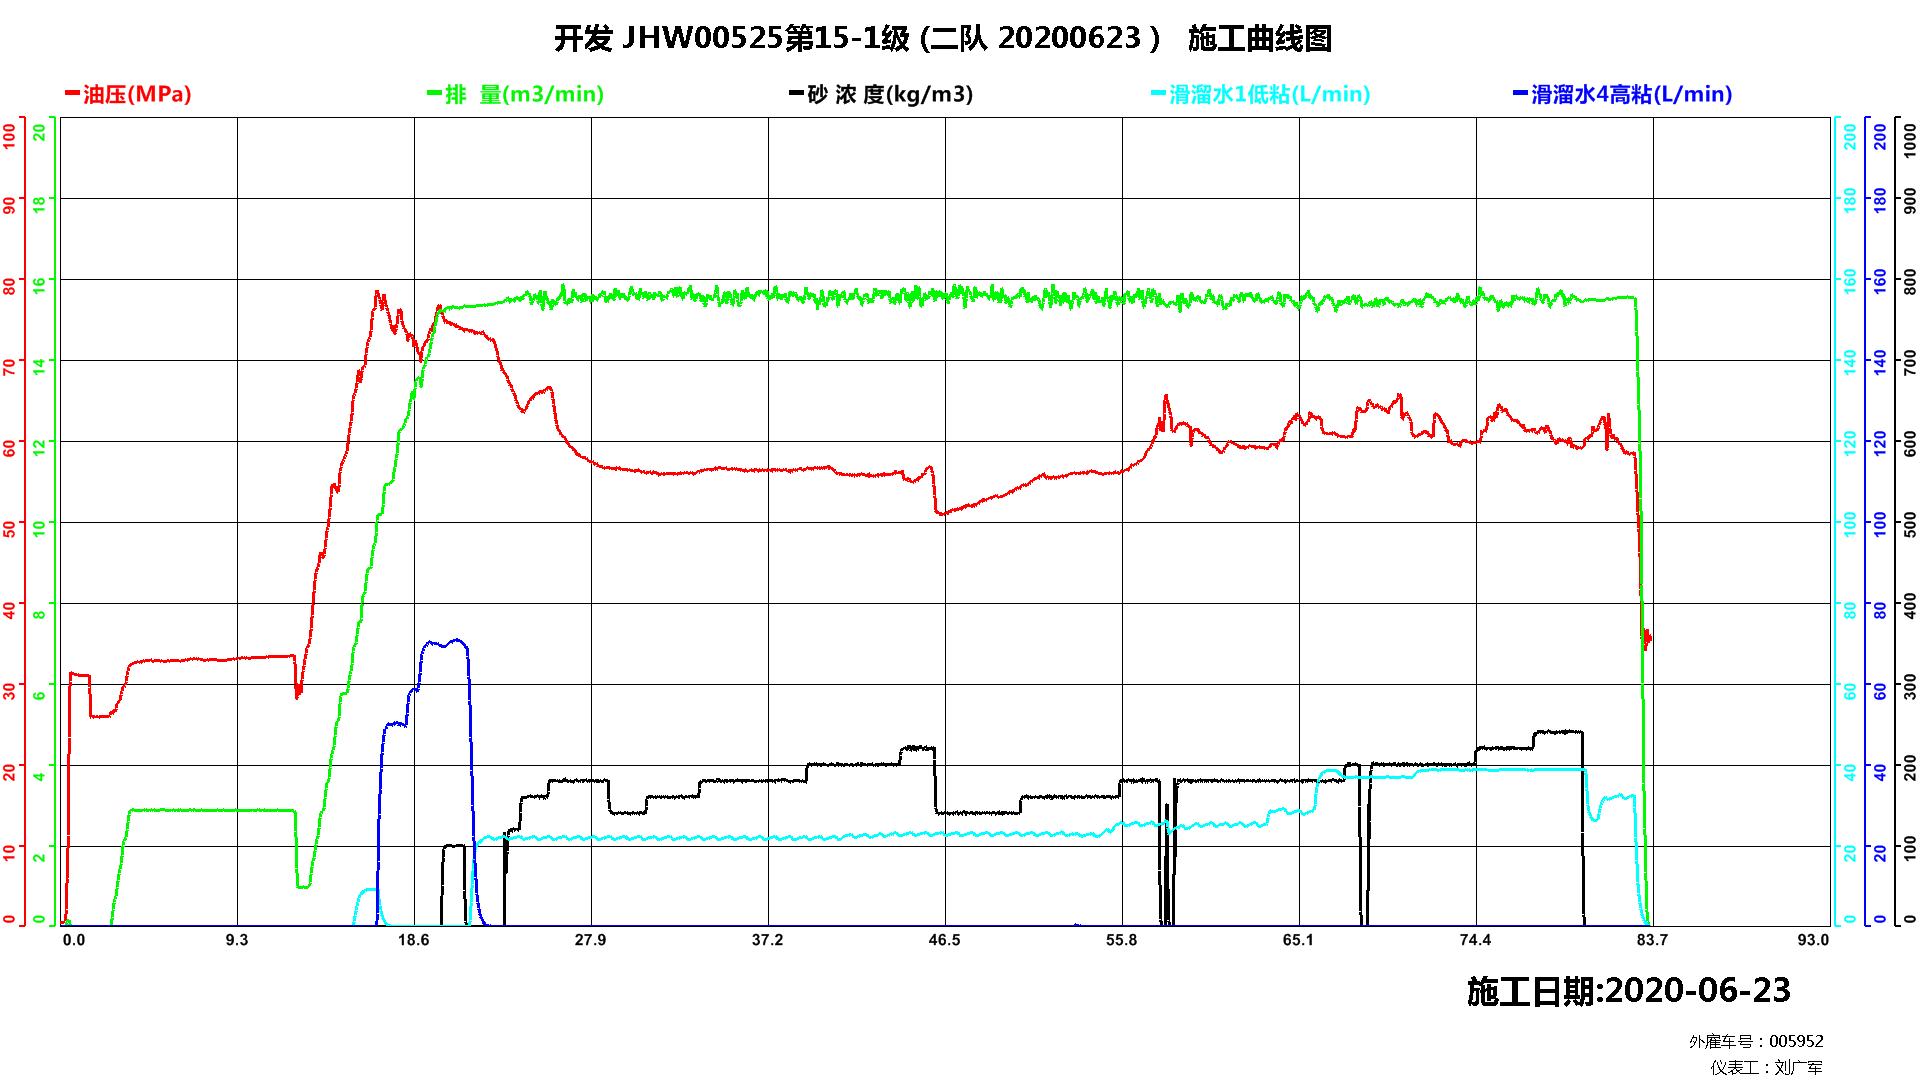 开发 JHW00525第15-1级 (二队 20200623 )   施工曲线图
油压(MPa) 排 量(m3/min) 砂 浓 度(kg/m3) 滑溜水1低粘(L/min) 滑溜水4高粘(L/min)
100 20 200 200 1000
90 18 180 180 900
80 16 160 160 800
70 14 140 140 700
60 12 120 120 600
50 10 100 100 500
40 8 80 80 400
30 6 60 60 300
20 4 40 40 200
10 2 20 20 100
0 0 0 0 0
0.0 9.3 18.6 27.9 37.2 46.5 55.8 65.1 74.4 83.7 93.0
施工日期:2020-06-23
外雇车号：005952
仪表工：刘广军